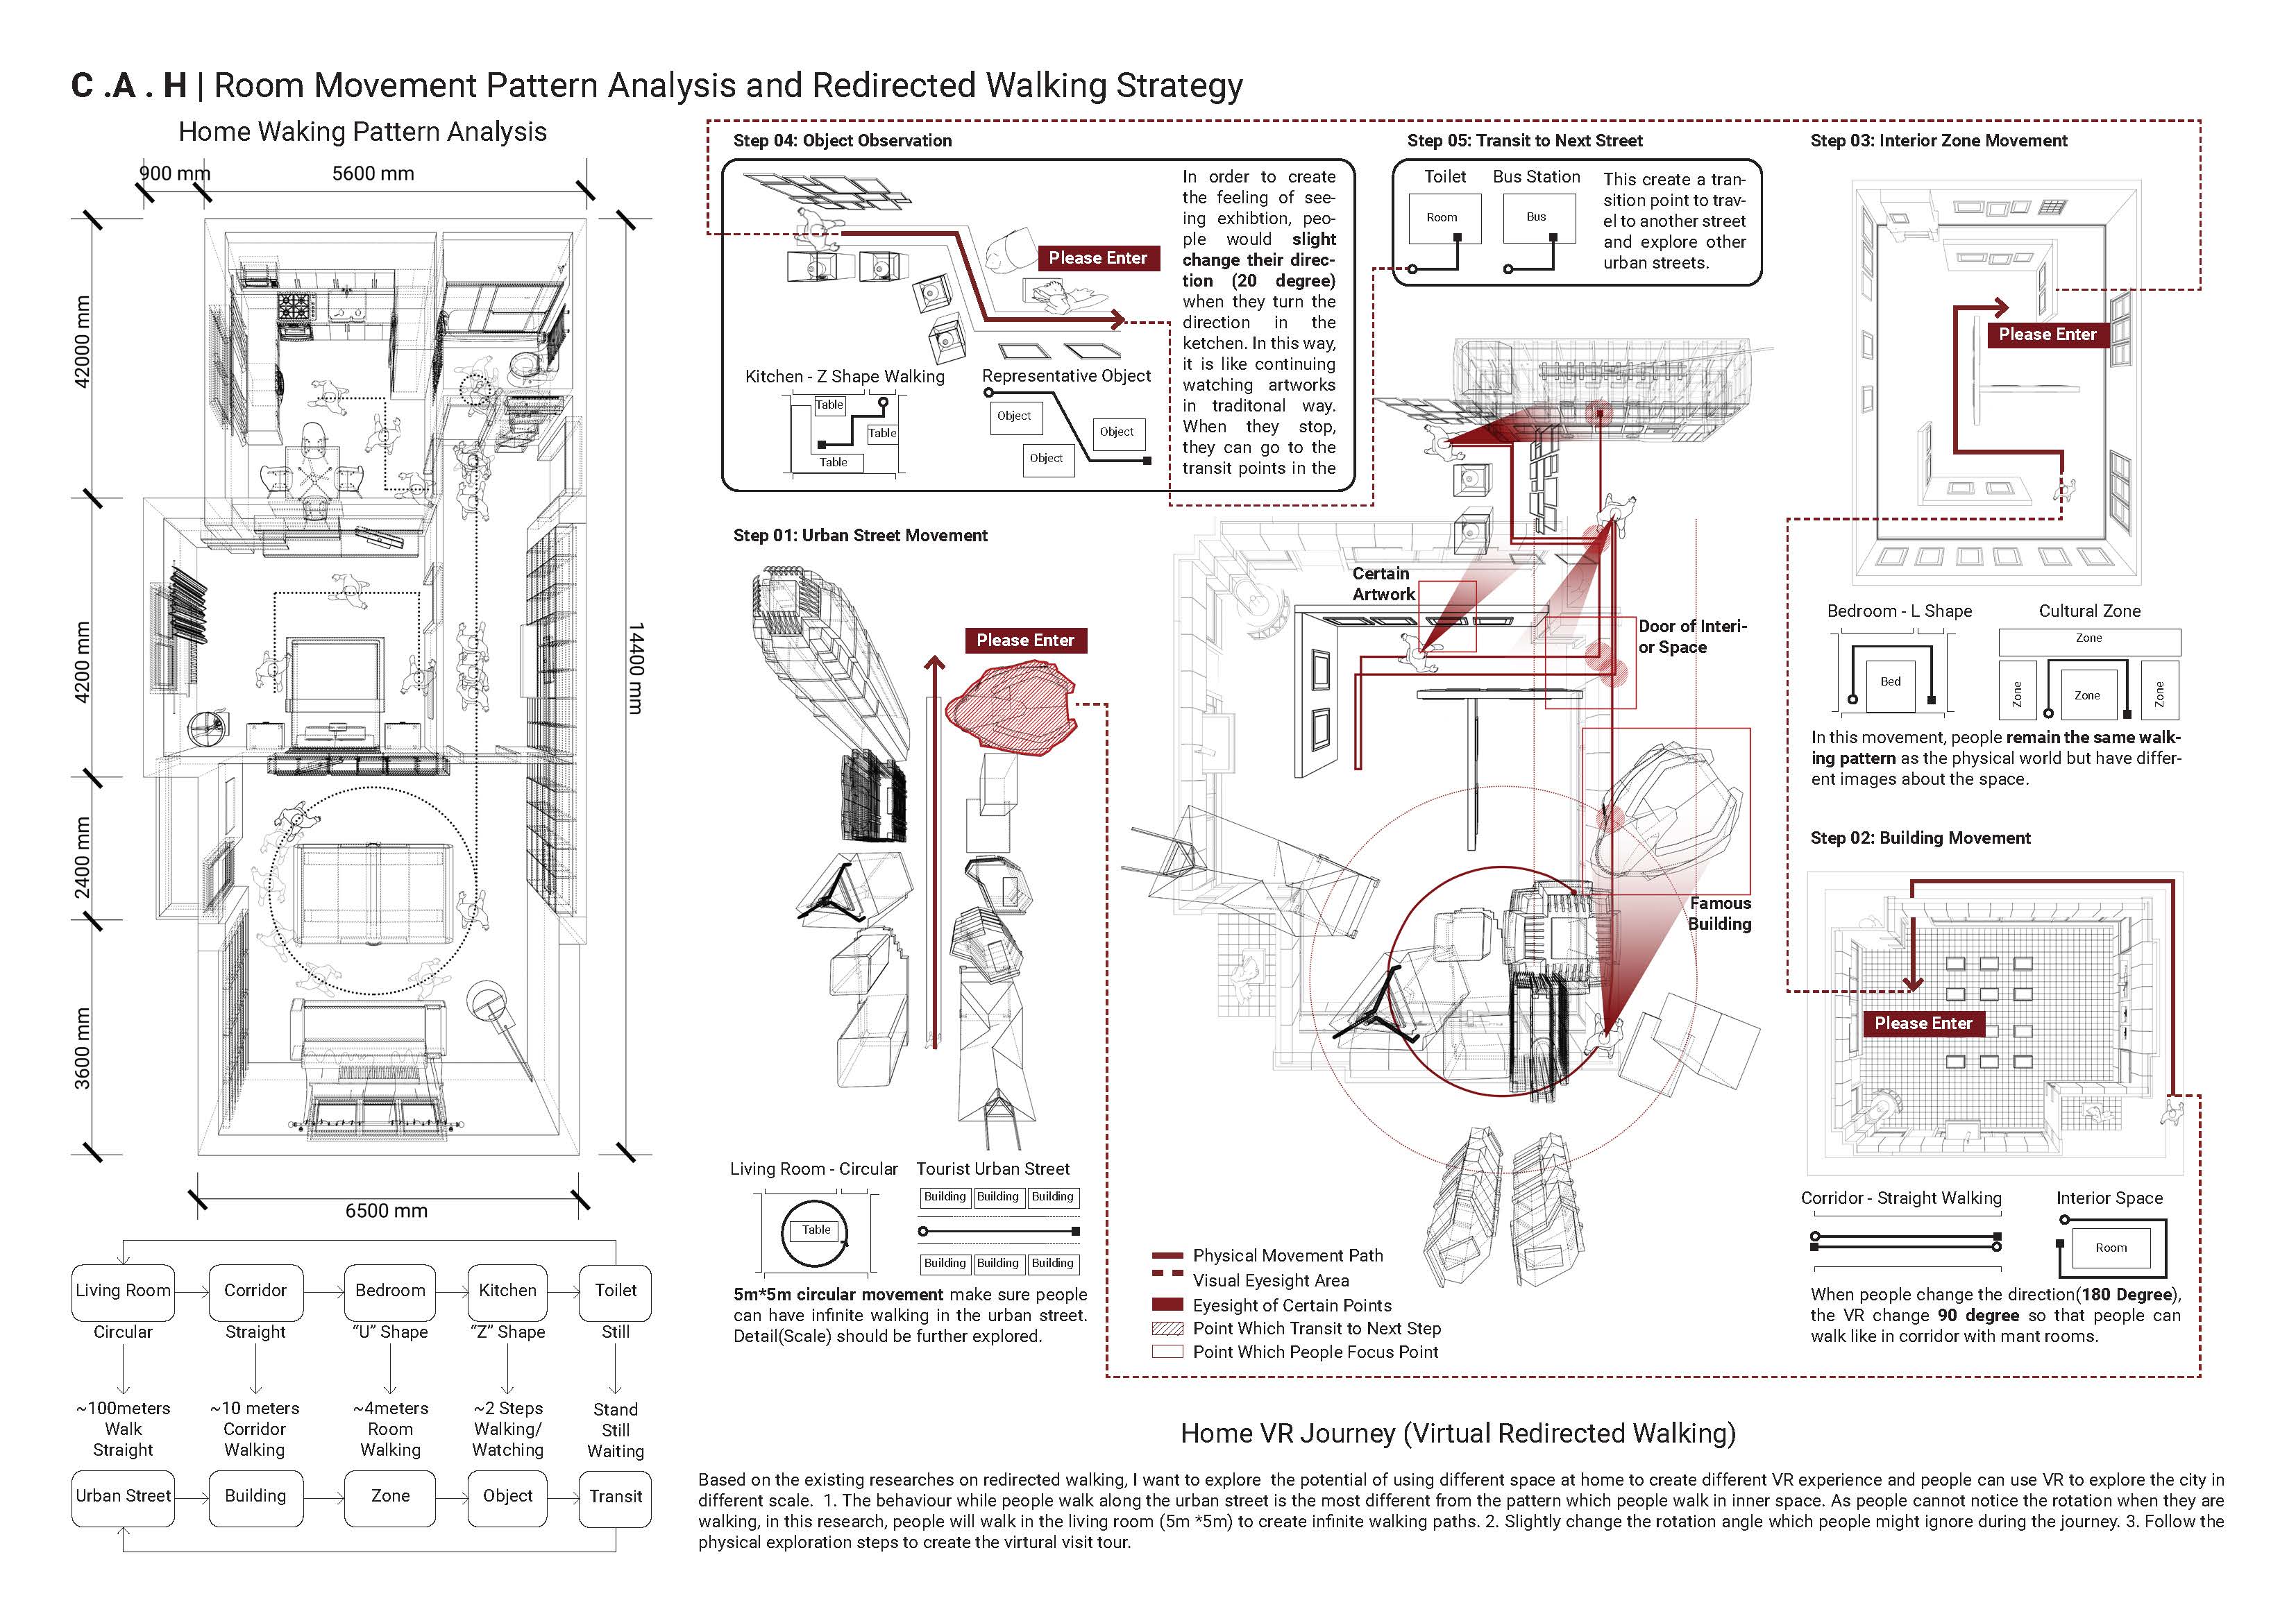 C .A . H | Room Movement Pattern Analysis and Redirected Walking Strategy
Home Waking Pattern Analysis
900 mm
5600 mm
42000 mm
4200 mm
2400 mm
3600 mm
14400 mm
6500 mm
Living Room
Corridor
Bedroom
Kitchen
Toilet
Circular
Straight
“U” Shape
“Z” Shape
Still
~100meters
Walk
Straight
~10 meters
Corridor
Walking
~4meters
Room
Walking
~2 Steps
Walking/
Watching
Stand
Still
Waiting
Urban Street
Building
Zone
Object
Transit
Step 04: Object Observation
Please Enter
In order to create
the feeling of see-
ing exhibtion, peo-
ple would slight
change their direc-
tion (20 degree)
when they turn the
direction in the
ketchen. In this way,
it is like continuing
watching artworks
in traditonal way.
When they stop,
they can go to the
transit points in the
Kitchen - Z Shape Walking
Table
Table
Table
Representative Object
Object
Object
Object
Step 05: Transit to Next Street
Toilet
Room
Bus Station
Bus
This create a tran-
sition point to trav-
el to another street
and explore other
urban streets.
Step 03: Interior Zone Movement
Please Enter
Bedroom - L Shape
Bed
Cultural Zone
Zone
Zone
Zone
Zone
In this movement, people remain the same walk-
ing pattern as the physical world but have differ-
ent images about the space.
Step 01: Urban Street Movement
Please Enter
Living Room - Circular
Table
Tourist Urban Street
Building
Building
Building
Building
Building
Building
5m*5m circular movement make sure people
can have infinite walking in the urban street.
Detail(Scale) should be further explored.
Certain
Artwork
Door of Interi-
or Space
Famous
Building
Physical Movement Path
Visual Eyesight Area
Eyesight of Certain Points
Point Which Transit to Next Step
Point Which People Focus Point
Step 02: Building Movement
Please Enter
Corridor - Straight Walking
Interior Space
Room
When people change the direction(180 Degree),
the VR change 90 degree so that people can
walk like in corridor with mant rooms.
Home VR Journey (Virtual Redirected Walking)
Based on the existing researches on redirected walking, I want to explore the potential of using different space at home to create different VR experience and people can use VR to explore the city in
different scale. 1. The behaviour while people walk along the urban street is the most different from the pattern which people walk in inner space. As people cannot notice the rotation when they are
walking, in this research, people will walk in the living room (5m *5m) to create infinite walking paths. 2. Slightly change the rotation angle which people might ignore during the journey. 3. Follow the
physical exploration steps to create the virtural visit tour.